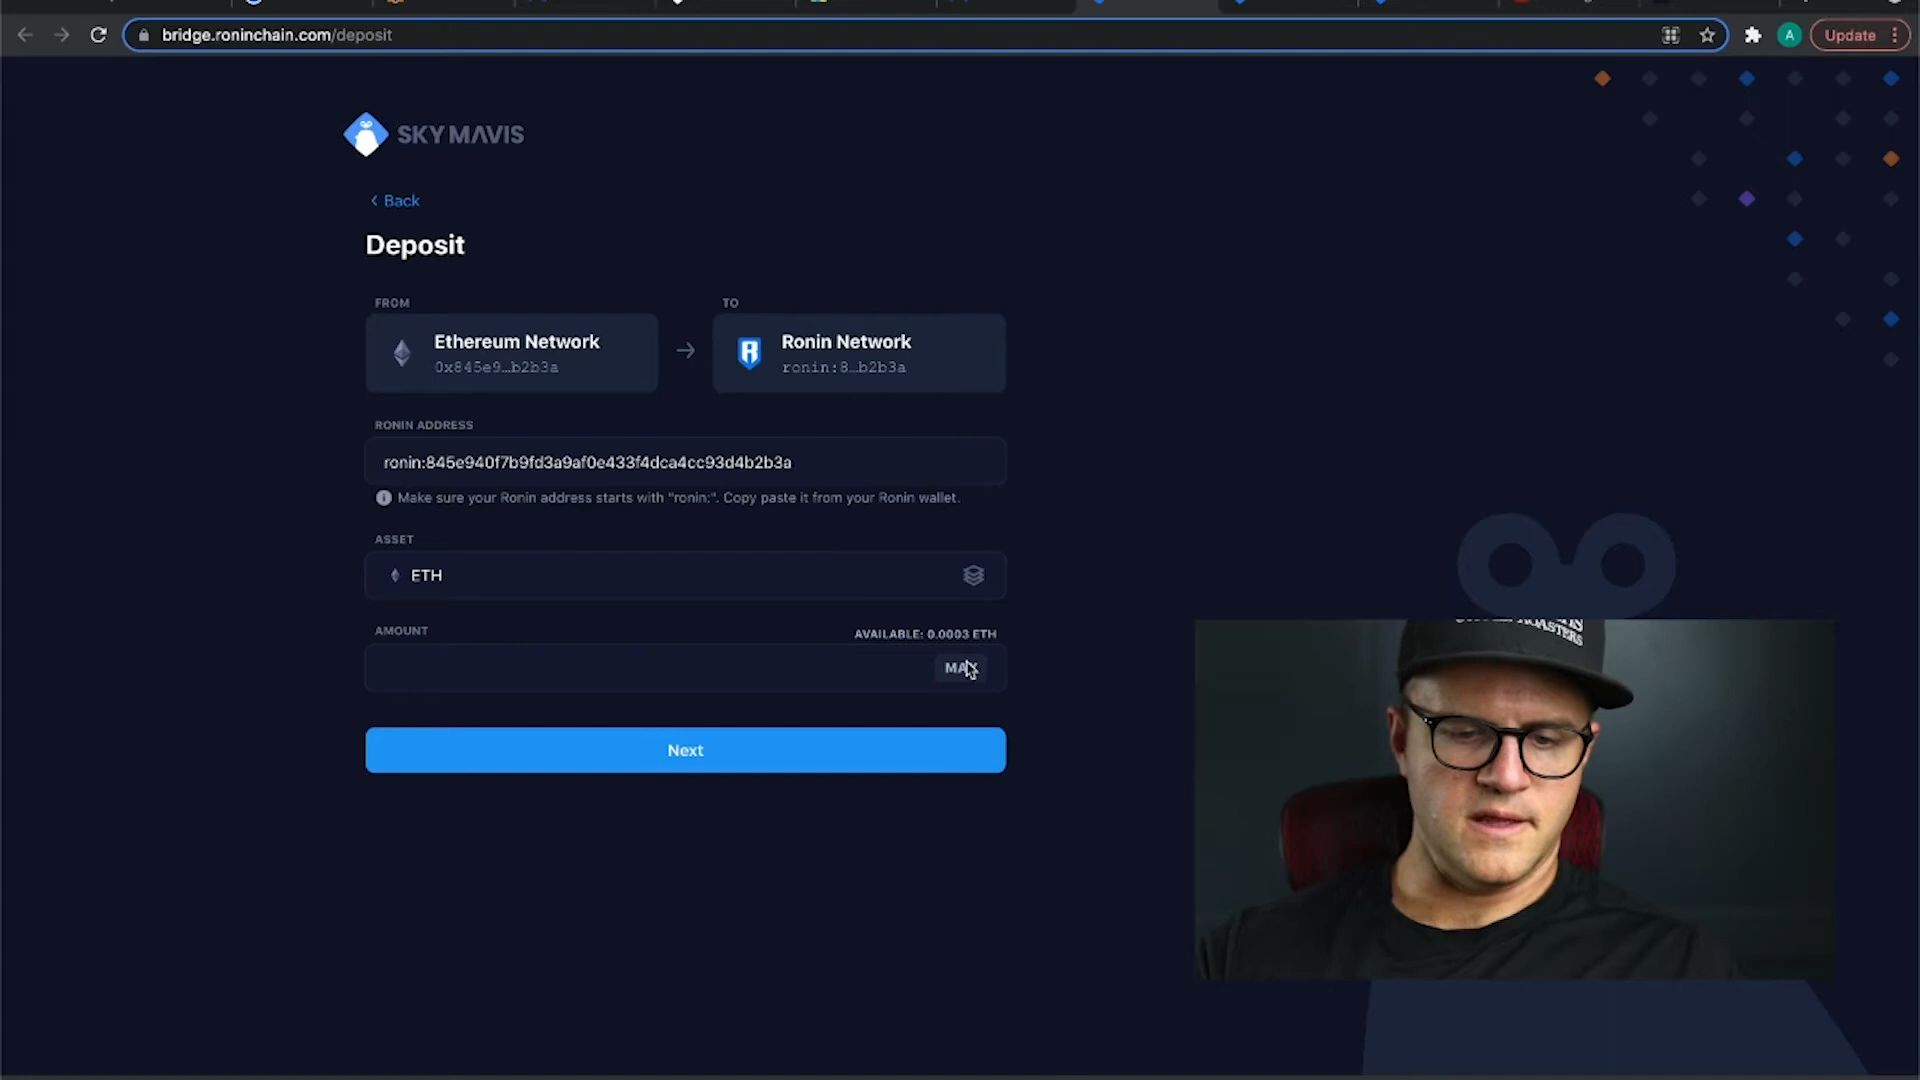 bridge.roninchain.com/deposit
A
Update
SKY MAVIS
Back
Deposit
FROM
TO
Ethereum Network
Ronin Network
0x845e9...b2b3a
ronin:8...b2b3a
RONIN ADDRESS
ronin:845e940f7b9fd3a9af0e433f4dca4cc93d4b2b3a
Make sure your Ronin address starts with "ronin:". Copy paste it from your Ronin wallet.
ASSET
ETH
AMOUNT
AVAILABLE: 0.0003 ETH
MAX
Next
ROASTERS